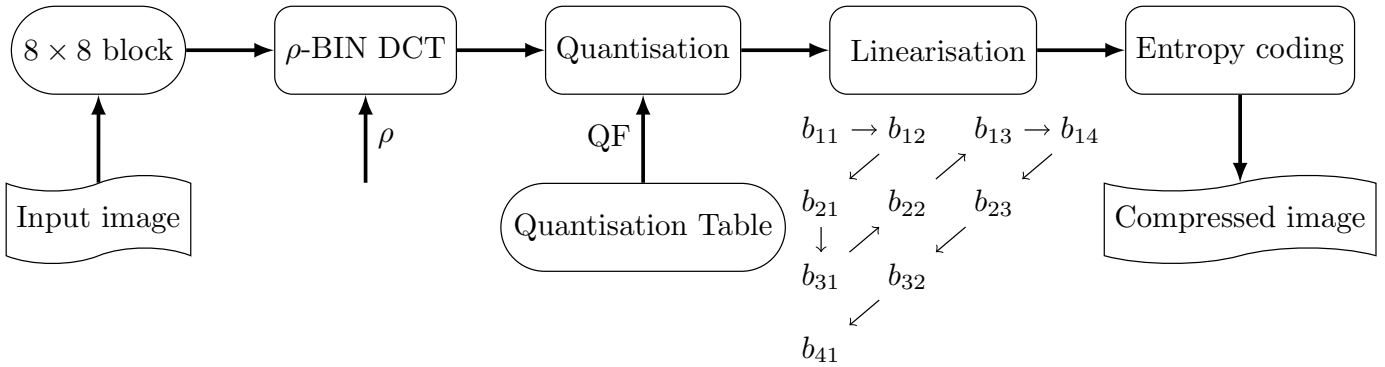 8 × 8 block
ρ-BIN DCT
Quantisation
Linearisation
Entropy coding
ρ
QF
b₁₁ → b₁₂ b₁₃ → b₁₄
Input image
Quantisation Table
b₂₁ b₂₂ b₂₃
Compressed image
b₃₁ b₃₂
b₄₁